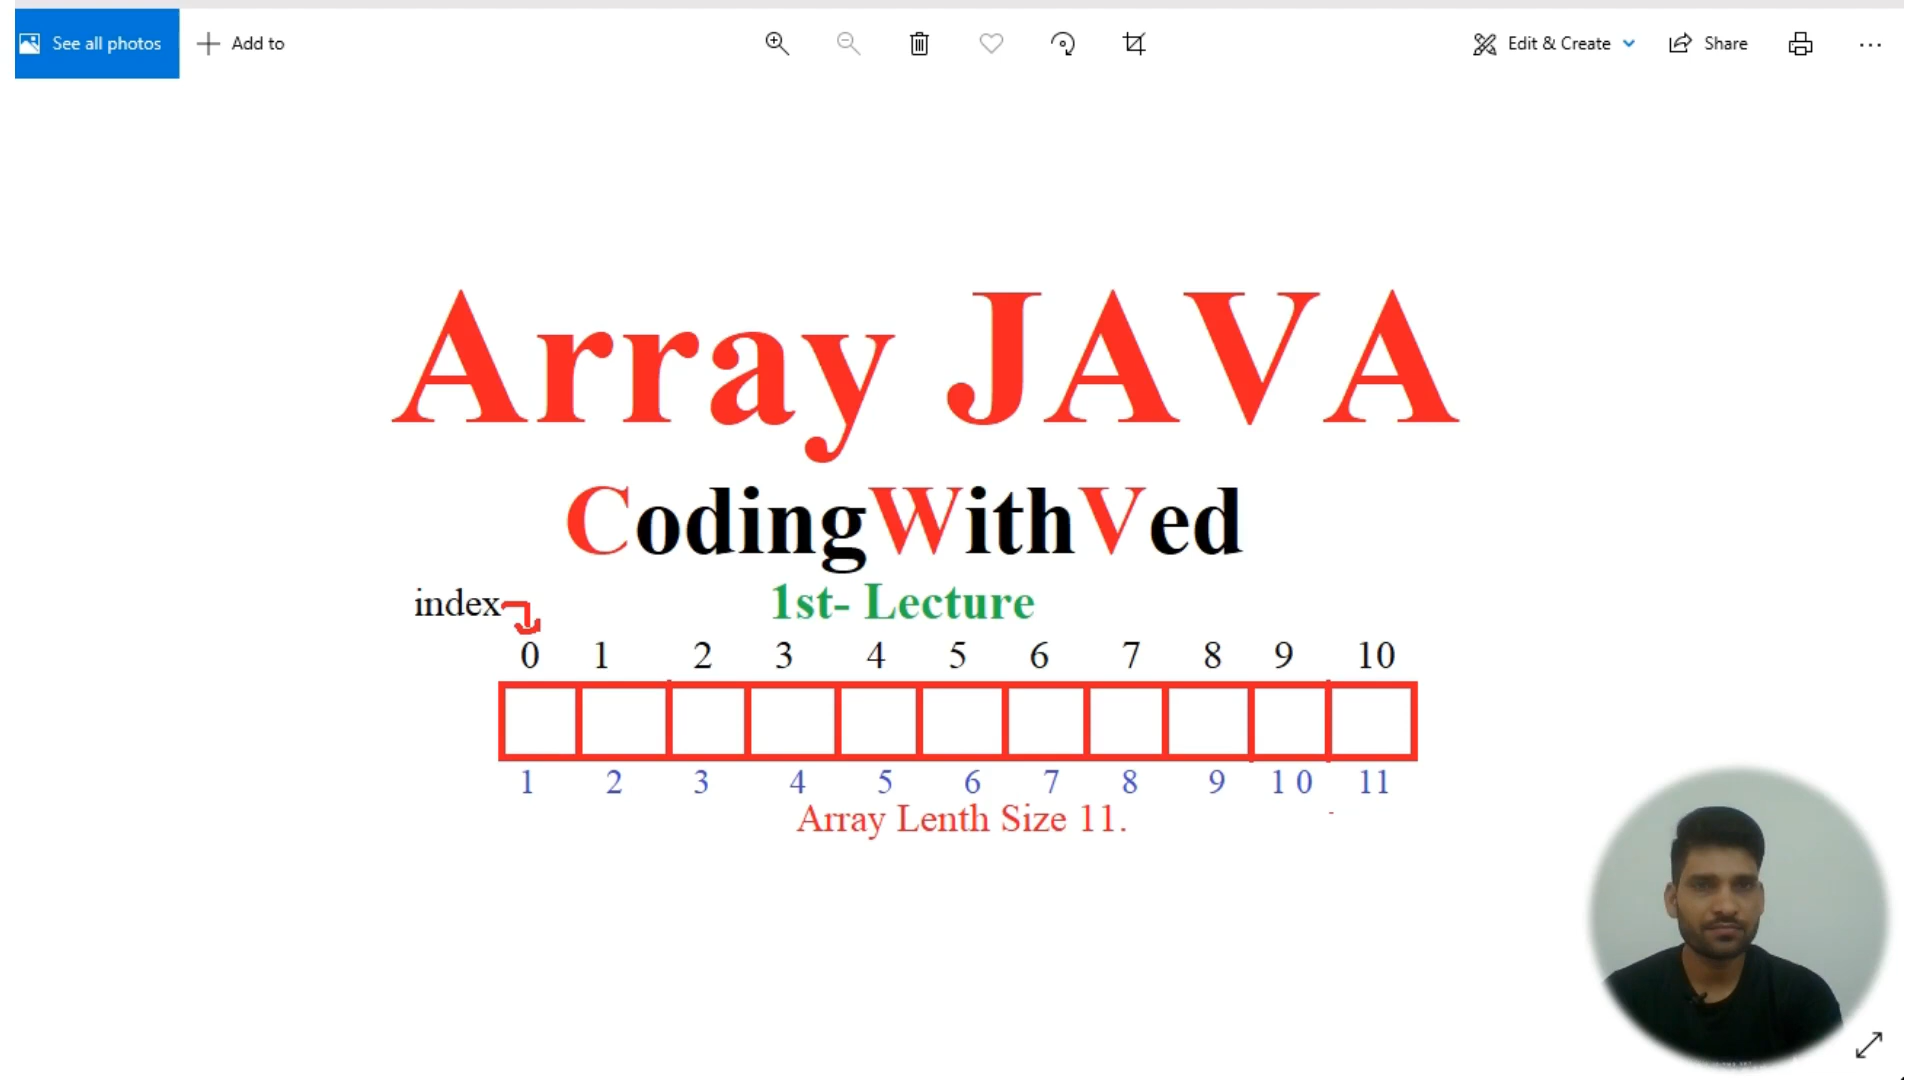 See all photos Add to Edit & Create Share
Array JAVA
CodingWithVed
index 1st- Lecture
0 1 2 3 4 5 6 7 8 9 10
1 2 3 4 5 6 7 8 9 1 0 11
Array Lenth Size 11.